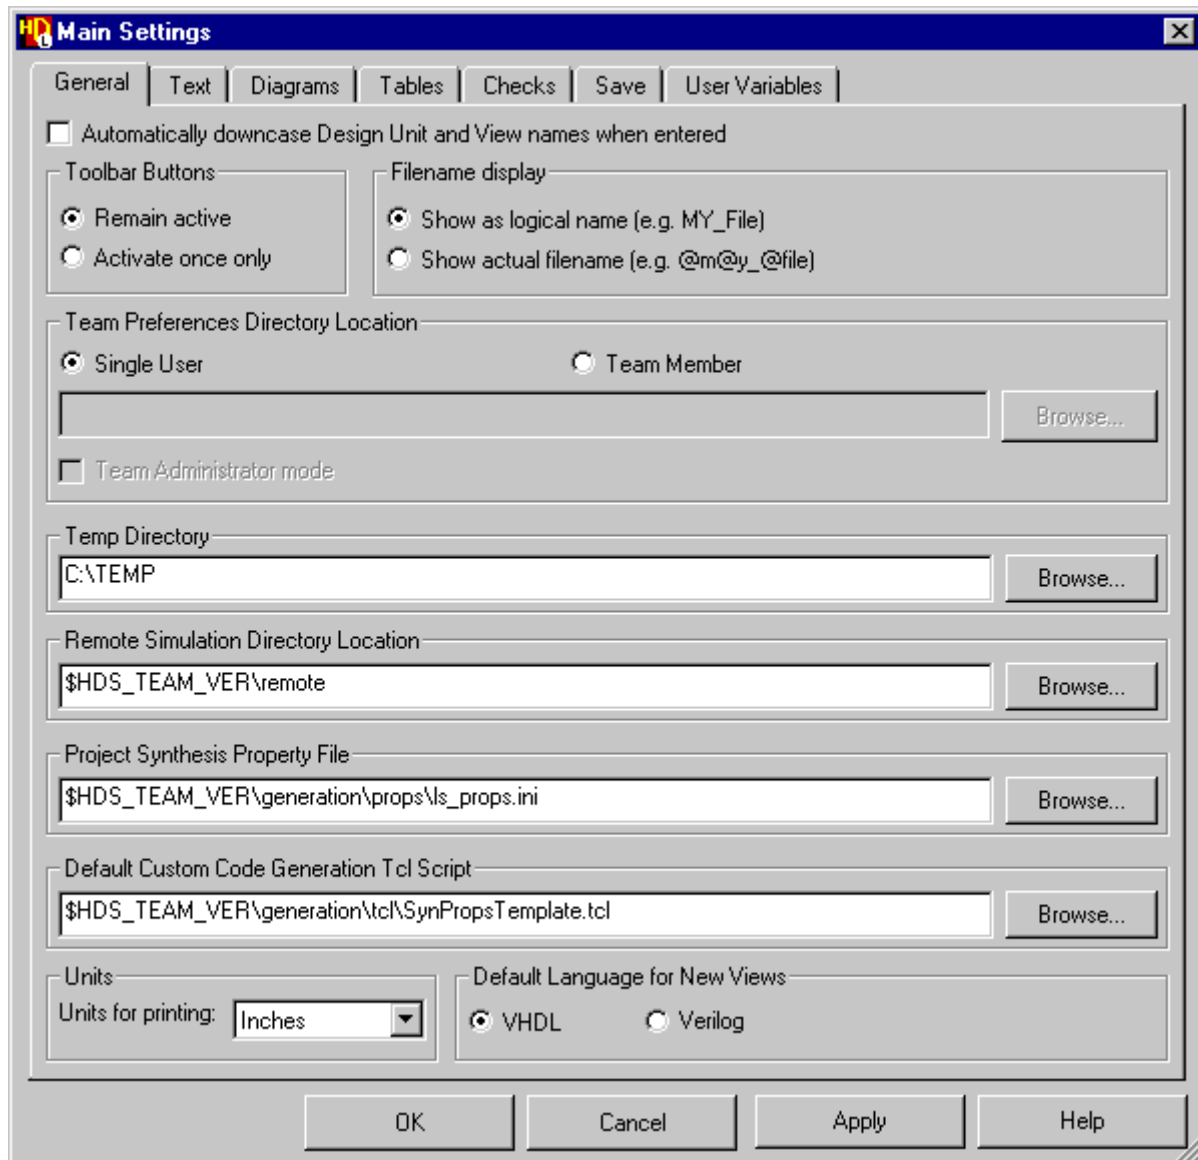 HD L Main Settings
General Text Diagrams Tables Checks Save User Variables
Automatically downcase Design Unit and View names when entered
Toolbar Buttons
Remain active
Activate once only
Filename display
Show as logical name (e.g. MY_File)
Show actual filename (e.g. @m@y_@file)
Team Preferences Directory Location
Single User Team Member
Browse...
Team Administrator mode
Temp Directory
C:\TEMP Browse...
Remote Simulation Directory Location
$HDS_TEAM_VER\remote Browse...
Project Synthesis Property File
$HDS_TEAM_VER\generation\props\ls_props.ini Browse...
Default Custom Code Generation Tcl Script
$HDS_TEAM_VER\generation\tcl\SynPropsTemplate.tcl Browse...
Units
Units for printing: Inches
Default Language for New Views
VHDL Verilog
OK Cancel Apply Help